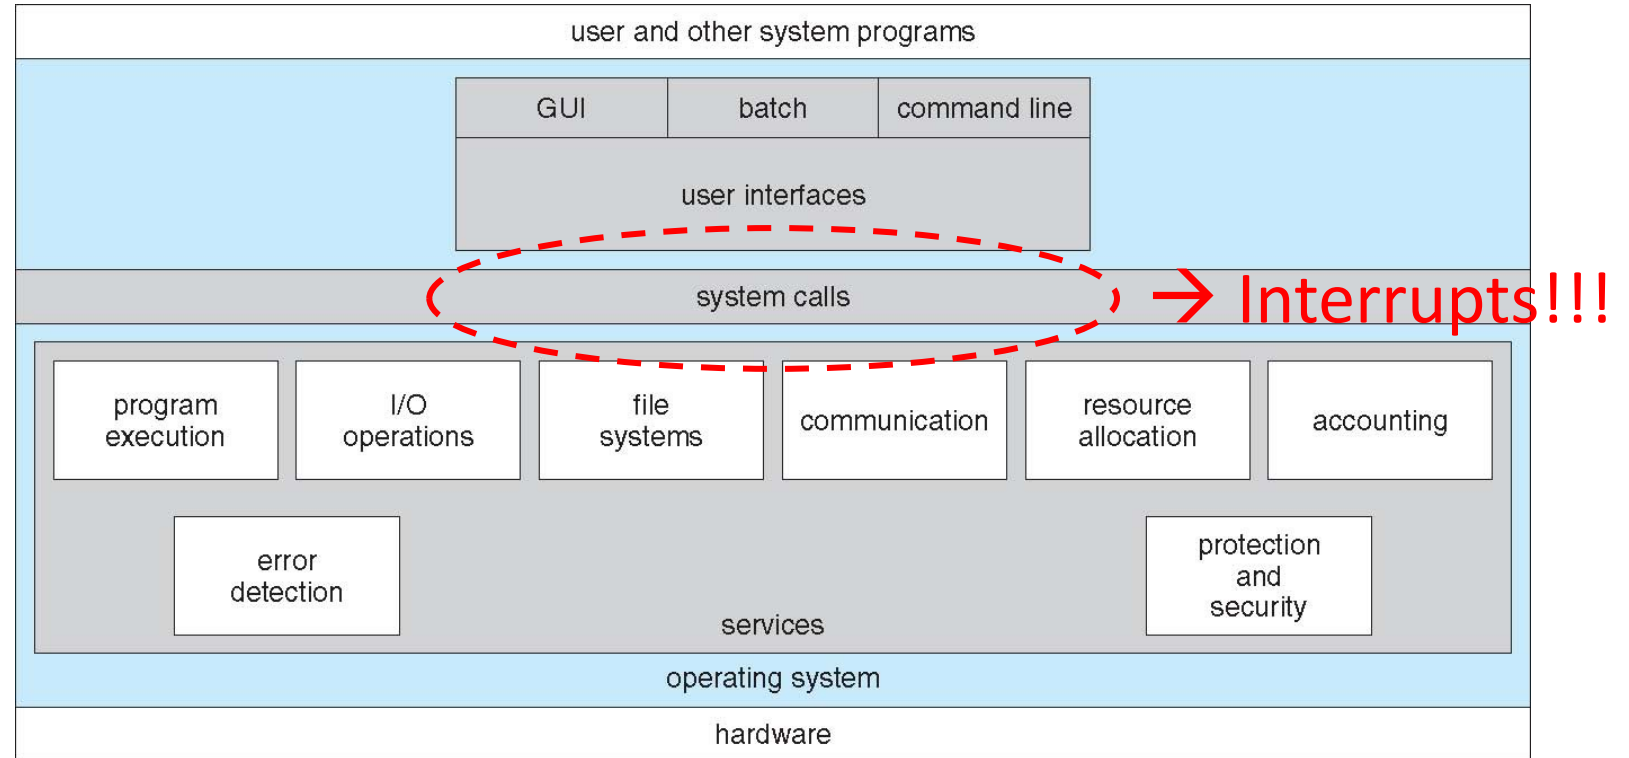 user and other system programs
GUI
batch
command line
user interfaces
system calls
→ Interrupts!!!
program
execution
I/O
operations
file
systems
communication
resource
allocation
accounting
error
detection
protection
and
security
services
operating system
hardware